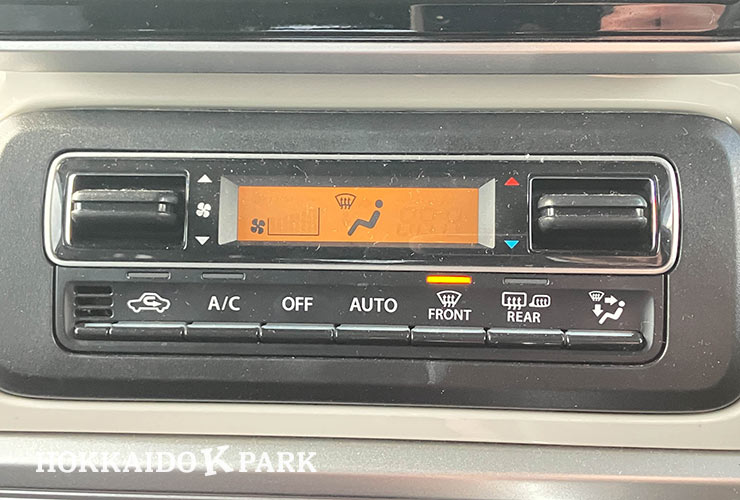 A/C OFF AUTO FRONT REAR
HOKKAIDO K PARK